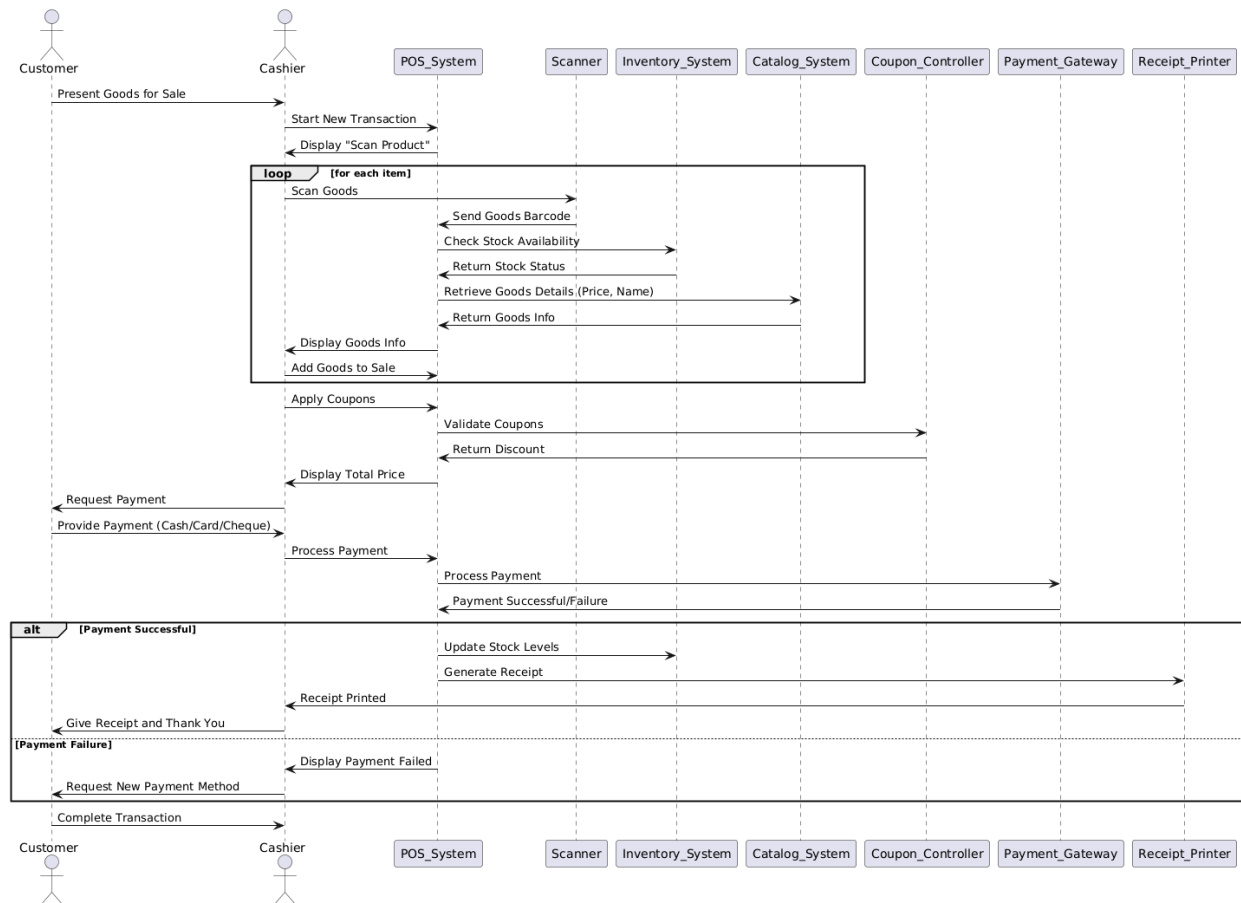 Customer
Cashier
POS_System
Scanner
Inventory_System
Catalog_System
Coupon_Controller
Payment_Gateway
Receipt_Printer
Present Goods for Sale
Start New Transaction
Display "Scan Product"
loop [for each item]
Scan Goods
Send Goods Barcode
Check Stock Availability
Return Stock Status
Retrieve Goods Details (Price, Name)
Return Goods Info
Display Goods Info
Add Goods to Sale
Apply Coupons
Validate Coupons
Return Discount
Display Total Price
Request Payment
Provide Payment (Cash/Card/Cheque)
Process Payment
Process Payment
Payment Successful/Failure
alt [Payment Successful]
Update Stock Levels
Generate Receipt
Receipt Printed
Give Receipt and Thank You
[Payment Failure]
Display Payment Failed
Request New Payment Method
Complete Transaction
Customer
Cashier
POS_System
Scanner
Inventory_System
Catalog_System
Coupon_Controller
Payment_Gateway
Receipt_Printer